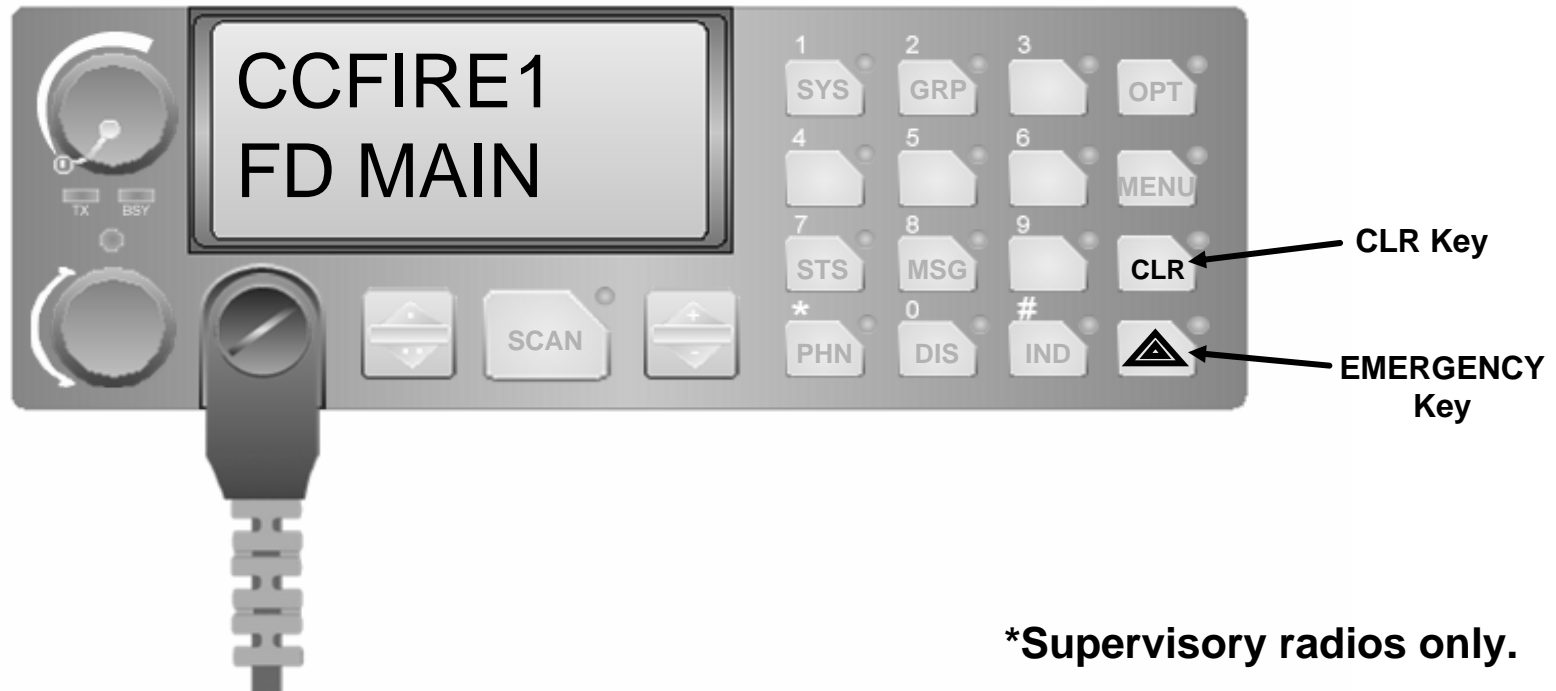 CCFIRE1
FD MAIN
TX BSY
1 2 3
SYS GRP OPT
4 5 6
MENU
7 8 9
STS MSG CLR
* 0 #
PHN DIS IND
SCAN
+
-
CLR Key
EMERGENCY
Key
*Supervisory radios only.